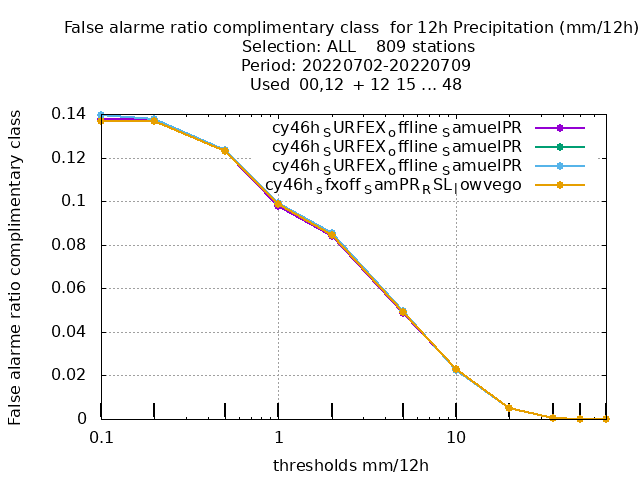 False alarme ratio complimentary class  for 12h Precipitation (mm/12h)
Selection: ALL    809 stations
Period: 20220702-20220709
Used  00,12  + 12 15 ... 48
False alarme ratio complimentary class
0.14
0.12
0.1
0.08
0.06
0.04
0.02
0
cy46h_SURFEX_offline_SamuelPR
cy46h_SURFEX_offline_SamuelPR
cy46h_SURFEX_offline_SamuelPR
cy46h_sfxoff_SamPR_RSL_lowvego
0.1 1 10
thresholds mm/12h